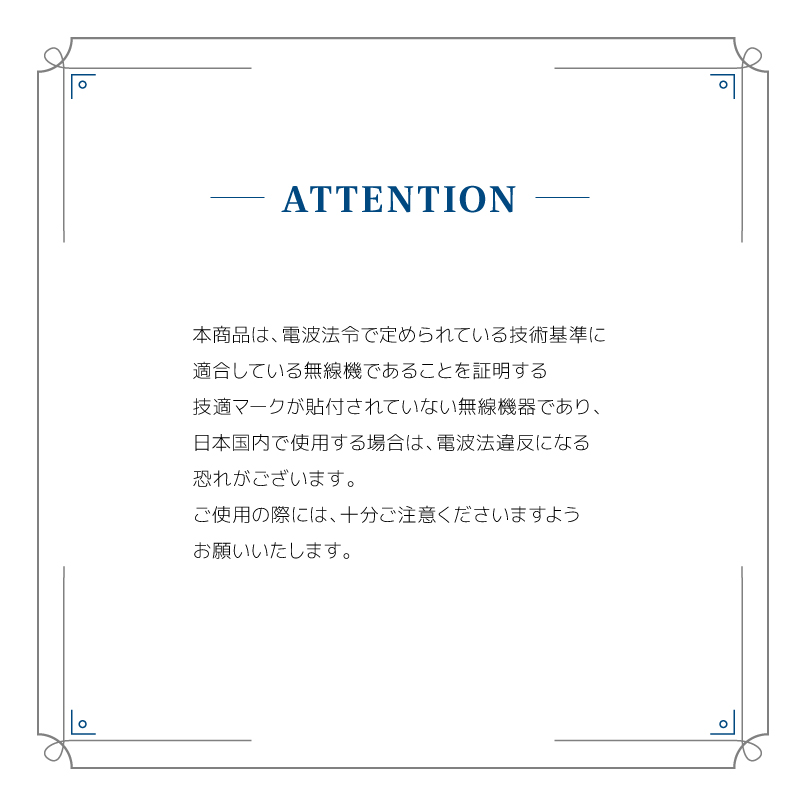 ATTENTION
本商品は、電波法令で定められている技術基準に
適合している無線機であることを証明する
技適マークが貼付されていない無線機器であり、
日本国内で使用する場合は、電波法違反になる
恐れがございます。
ご使用の際には、十分ご注意くださいますよう
お願いいたします。